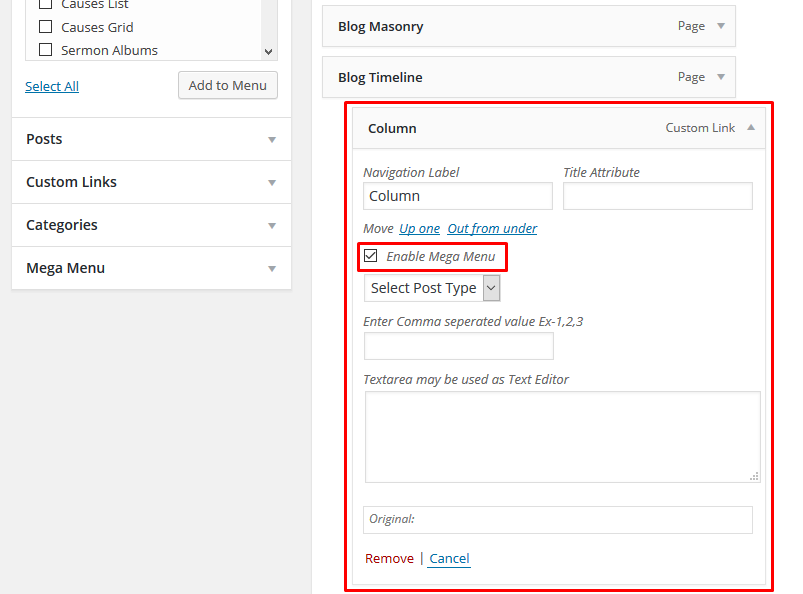 Causes List
Causes Grid
Sermon Albums
Select All
Add to Menu
Posts
Custom Links
Categories
Mega Menu
Blog Masonry
Page
Blog Timeline
Page
Column
Custom Link
Navigation Label
Title Attribute
Column
Move Up one Out from under
Enable Mega Menu
Select Post Type
Enter Comma seperated value Ex-1,2,3
Textarea may be used as Text Editor
Original:
Remove | Cancel